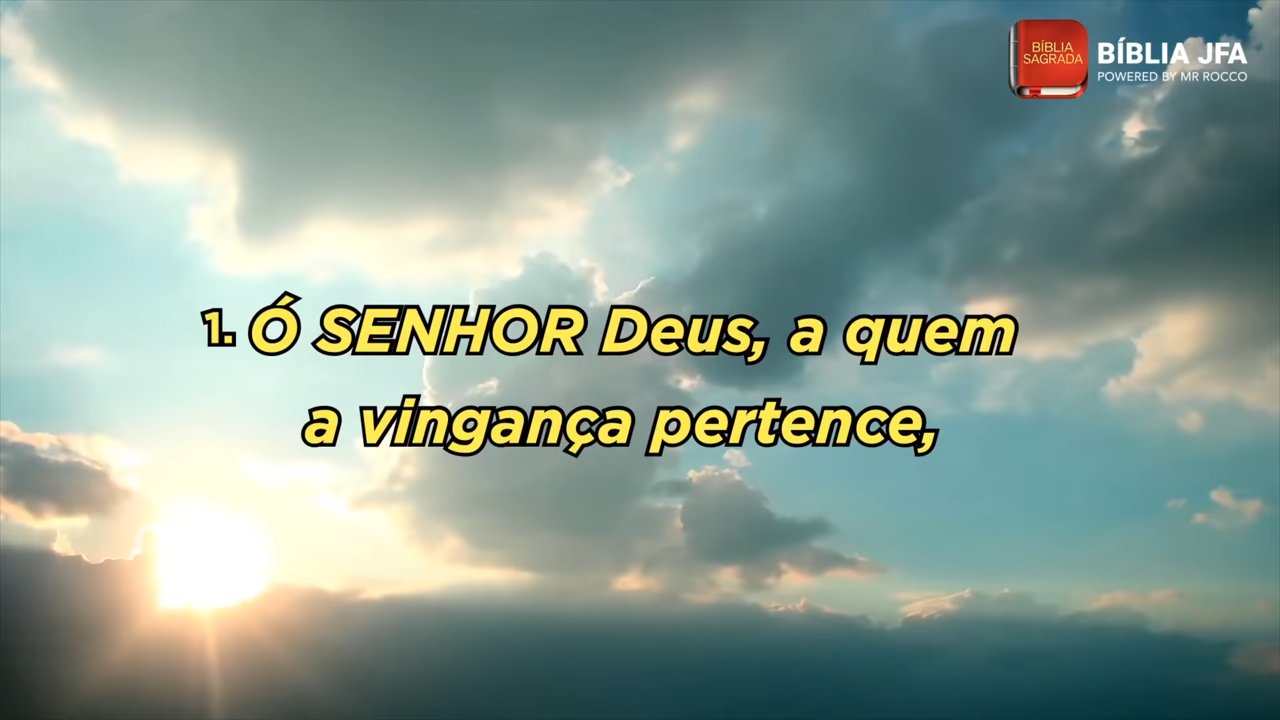 BÍBLIA
SAGRADA
BÍBLIA JFA
POWERED BY MR ROCCO
1. Ó SENHOR Deus, a quem
a vingança pertence,